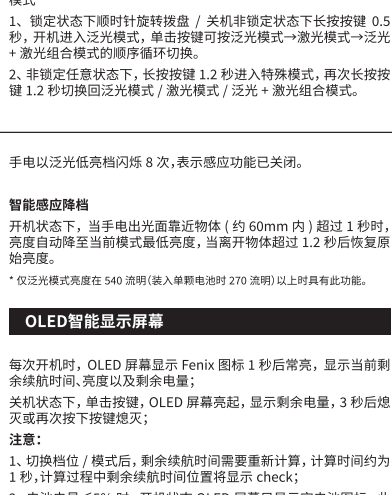 模式
1、锁定状态下顺时针旋转拨盘 / 关机非锁定状态下长按按键 0.5
秒，开机进入泛光模式，单击按键可按泛光模式→激光模式→泛光
+ 激光组合模式的顺序循环切换。
2、非锁定任意状态下，长按按键 1.2 秒进入特殊模式，再次长按按
键 1.2 秒切换回泛光模式 / 激光模式 / 泛光 + 激光组合模式。
手电以泛光低亮档闪烁 8 次，表示感应功能已关闭。
智能感应降档
开机状态下，当手电出光面靠近物体 ( 约 60mm 内 ) 超过 1 秒时，
亮度自动降至当前模式最低亮度，当离开物体超过 1.2 秒后恢复原
始亮度。
* 仅泛光模式亮度在 540 流明（装入单颗电池时 270 流明）以上时具有此功能。
OLED智能显示屏幕
每次开机时，OLED 屏幕显示 Fenix 图标 1 秒后常亮，显示当前剩
余续航时间、亮度以及剩余电量；
关机状态下，单击按键，OLED 屏幕亮起，显示剩余电量，3 秒后熄
灭或再次按下按键熄灭；
注意：
1、切换档位 / 模式后，剩余续航时间需要重新计算，计算时间约为
1 秒，计算过程中剩余续航时间位置将显示 check；